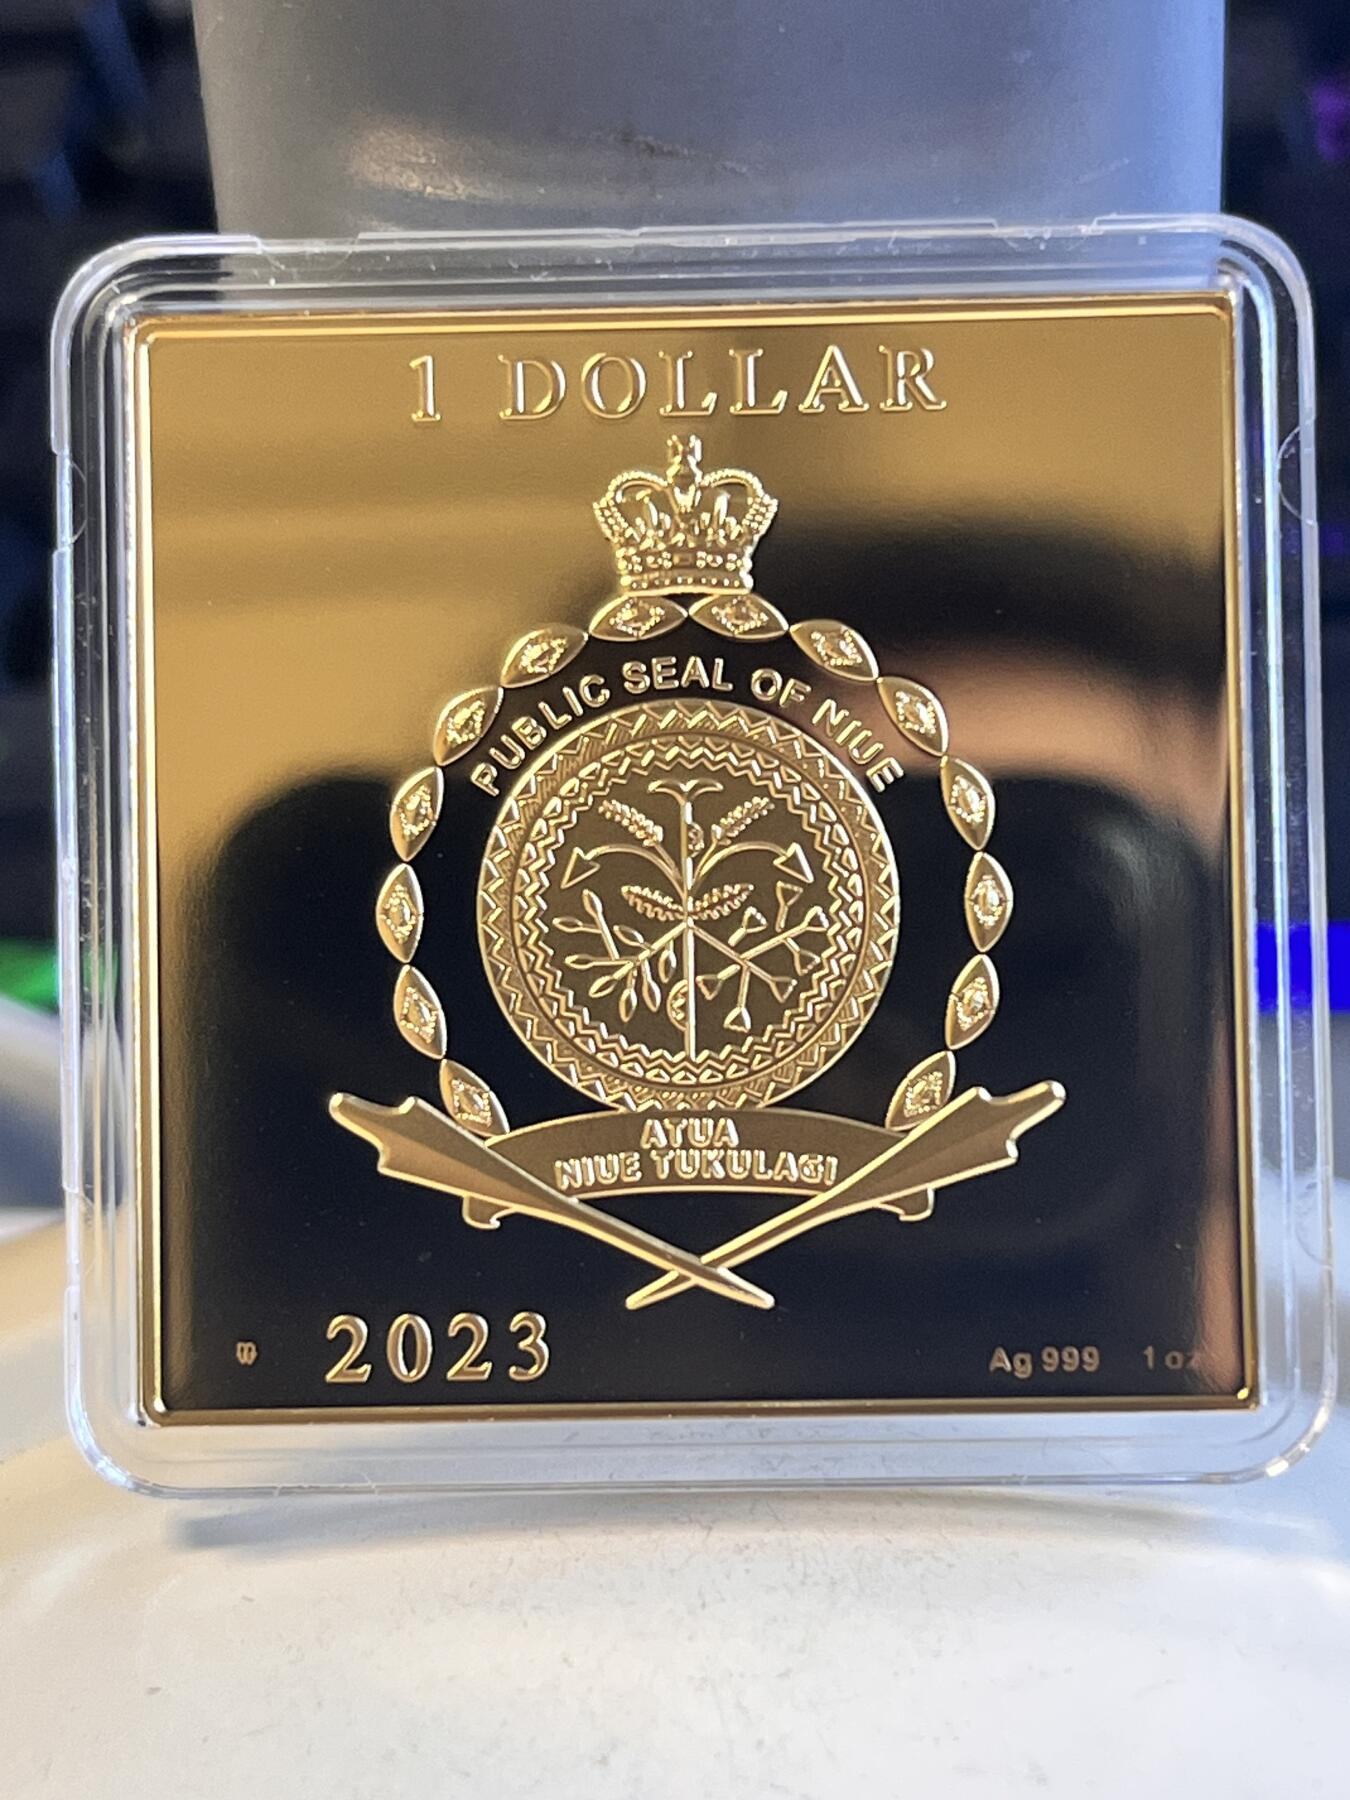 1 DOLLAR
PUBLIC SEAL OF NIUE
ATUA
NIUE TUKULAGI
2023
Ag 999 1 oz